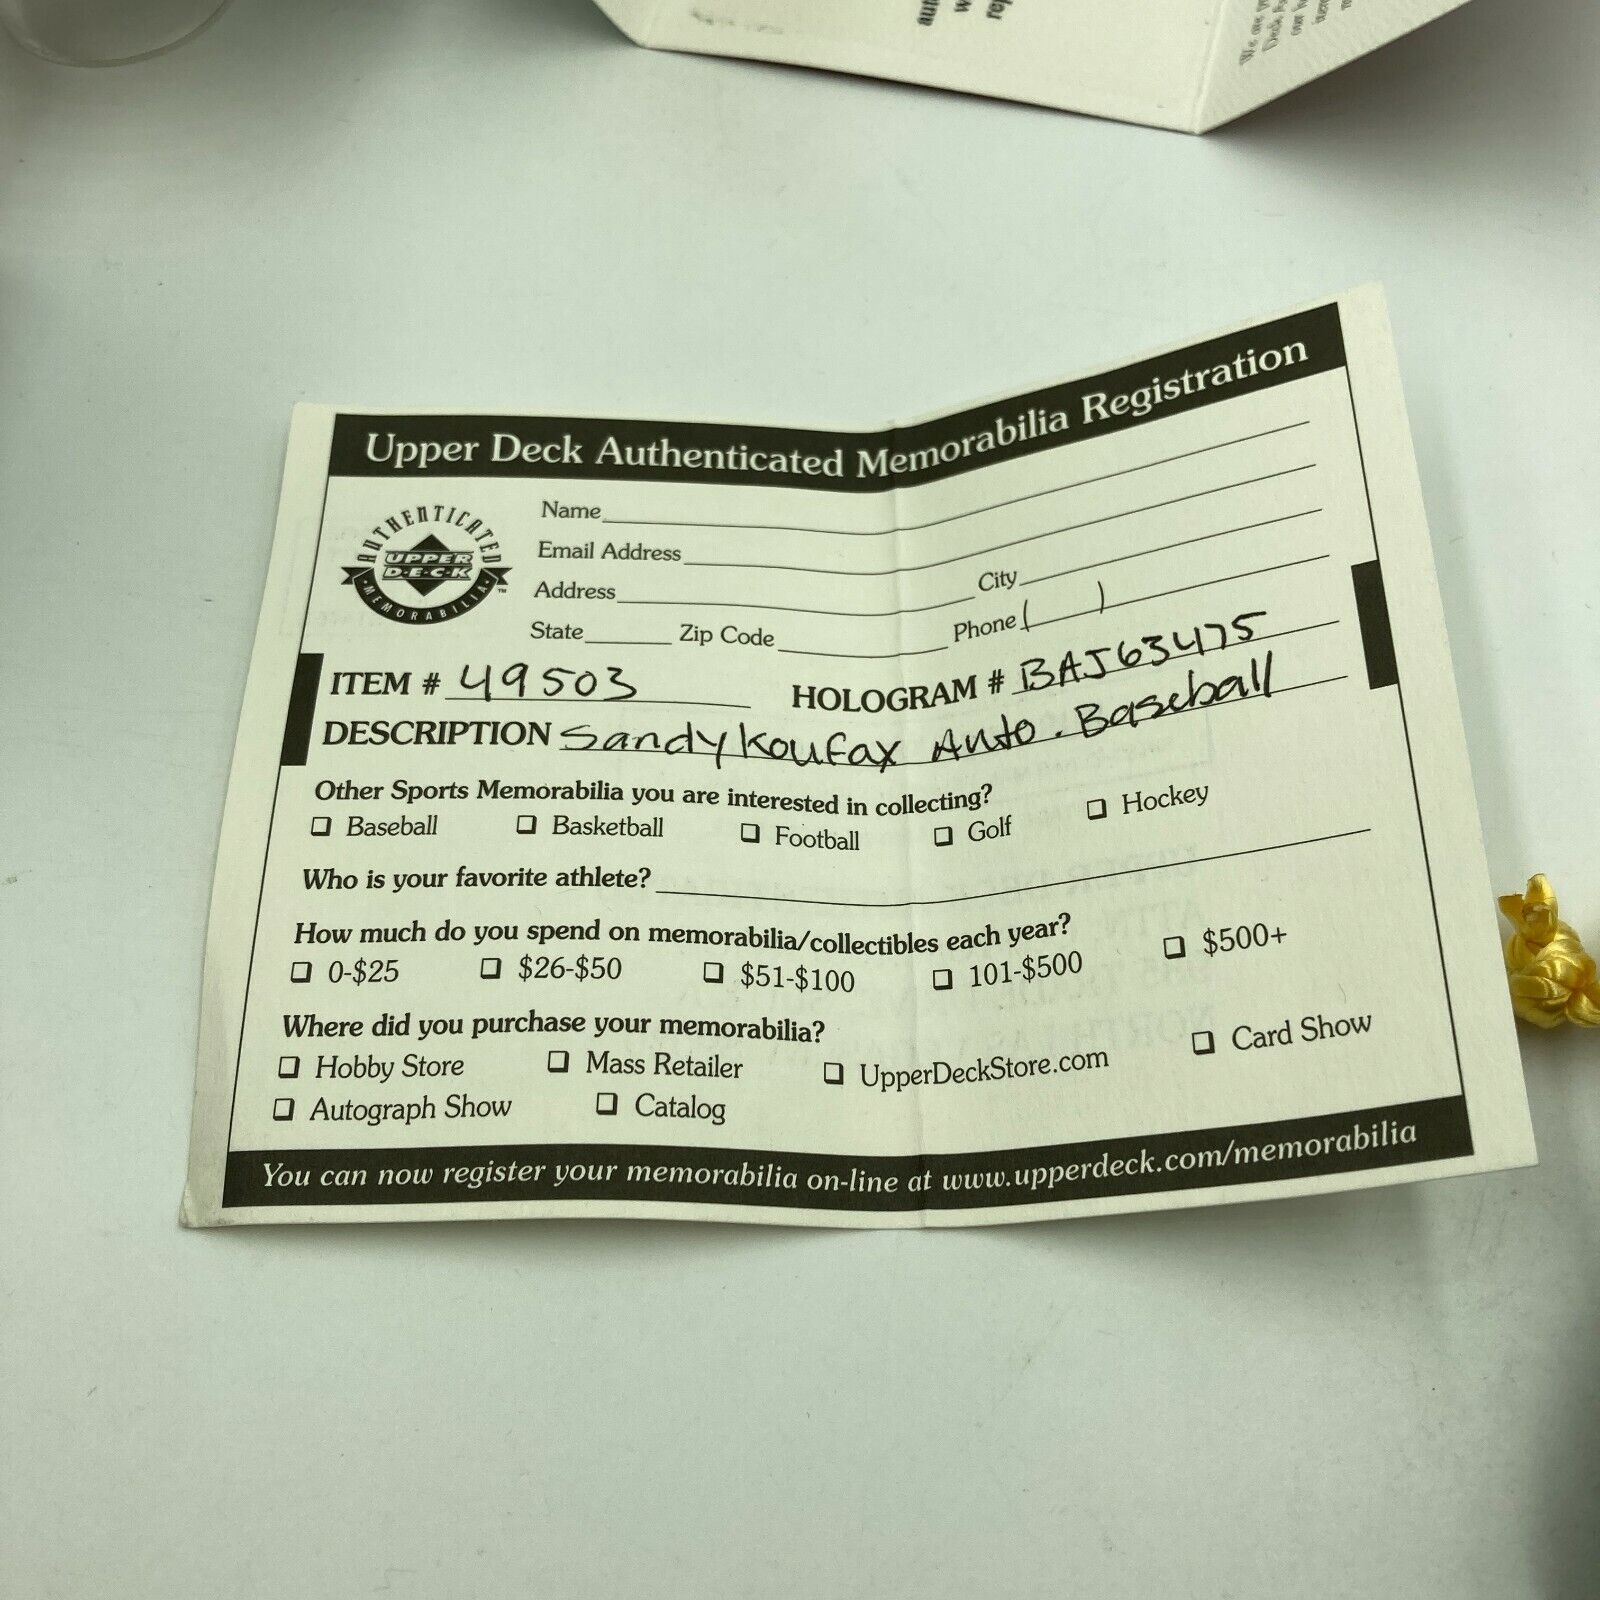 Upper Deck Authenticated Memorabilia Registration
AUTHENTICATED
UPPER
D·E·C·K
MEMORABILIA
TM
Name
Email Address
Address City
State Zip Code Phone ( )
ITEM # 49503 HOLOGRAM # BAJ63475
DESCRIPTION Sandy Koufax Auto. Baseball
Other Sports Memorabilia you are interested in collecting?
❏ Baseball ❏ Basketball ❏ Football ❏ Golf ❏ Hockey
Who is your favorite athlete?
How much do you spend on memorabilia/collectibles each year?
❏ 0-$25 ❏ $26-$50 ❏ $51-$100 ❏ 101-$500 ❏ $500+
Where did you purchase your memorabilia?
❏ Hobby Store ❏ Mass Retailer ❏ UpperDeckStore.com ❏ Card Show
❏ Autograph Show ❏ Catalog
You can now register your memorabilia on-line at www.upperdeck.com/memorabilia